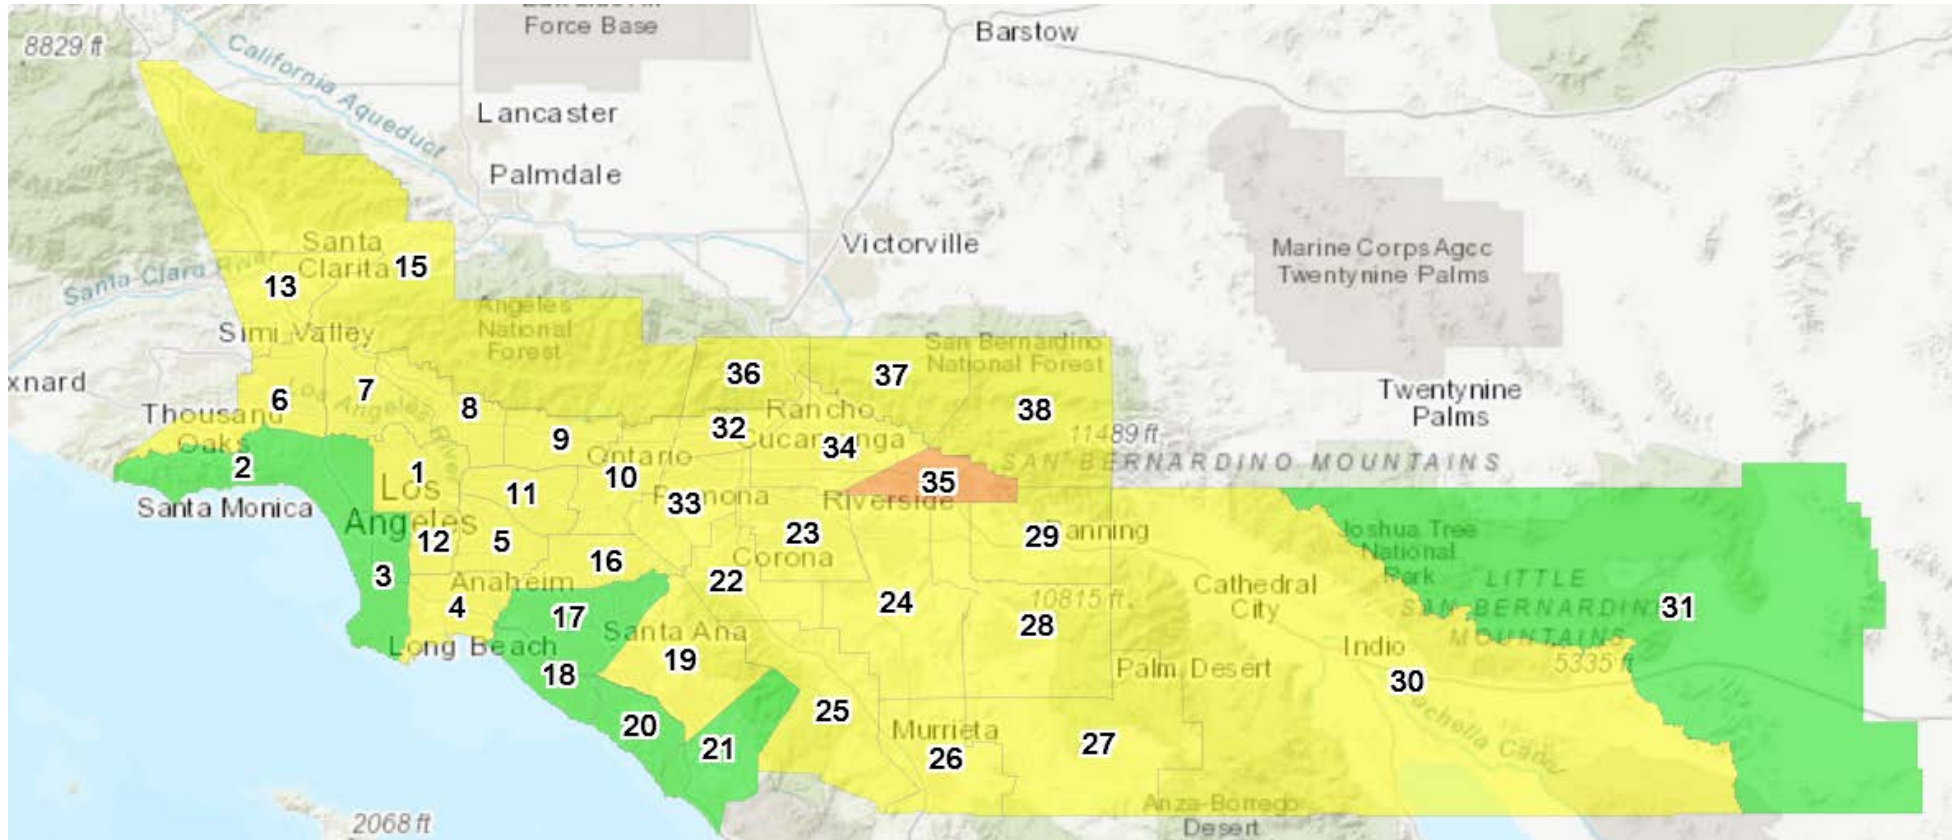 Force Base
Barstow
8829 ft
California Aqueduct
Lancaster
Palmdale
Victorville
Santa
Clarita
15
Santa Clara River
13
Marine Corps Agcc
Twentynine Palms
Angeles
National
Forest
Simi Valley
San Bernardino
National Forest
36
37
xnard
Twentynine
Palms
6
7
Los Angeles River
8
Thousand
Oaks
38
Rancho
Cucamonga
32
34
9
11489 ft
Ontario
2
1
10
SAN BERNARDINO MOUNTAINS
35
Los
Angeles
11
Pomona
33
Riverside
Santa Monica
12
5
23
29
Banning
Joshua Tree
National
Park
16
Corona
3
Anaheim
22
LITTLE
SAN BERNARDINO
MOUNTAINS
Cathedral
City
4
17
24
10815 ft
31
28
Santa Ana
Long Beach
19
Indio
5335 ft
18
Palm Desert
30
25
20
Murrieta
21
26
27
Anza-Borrego
Desert
2068 ft